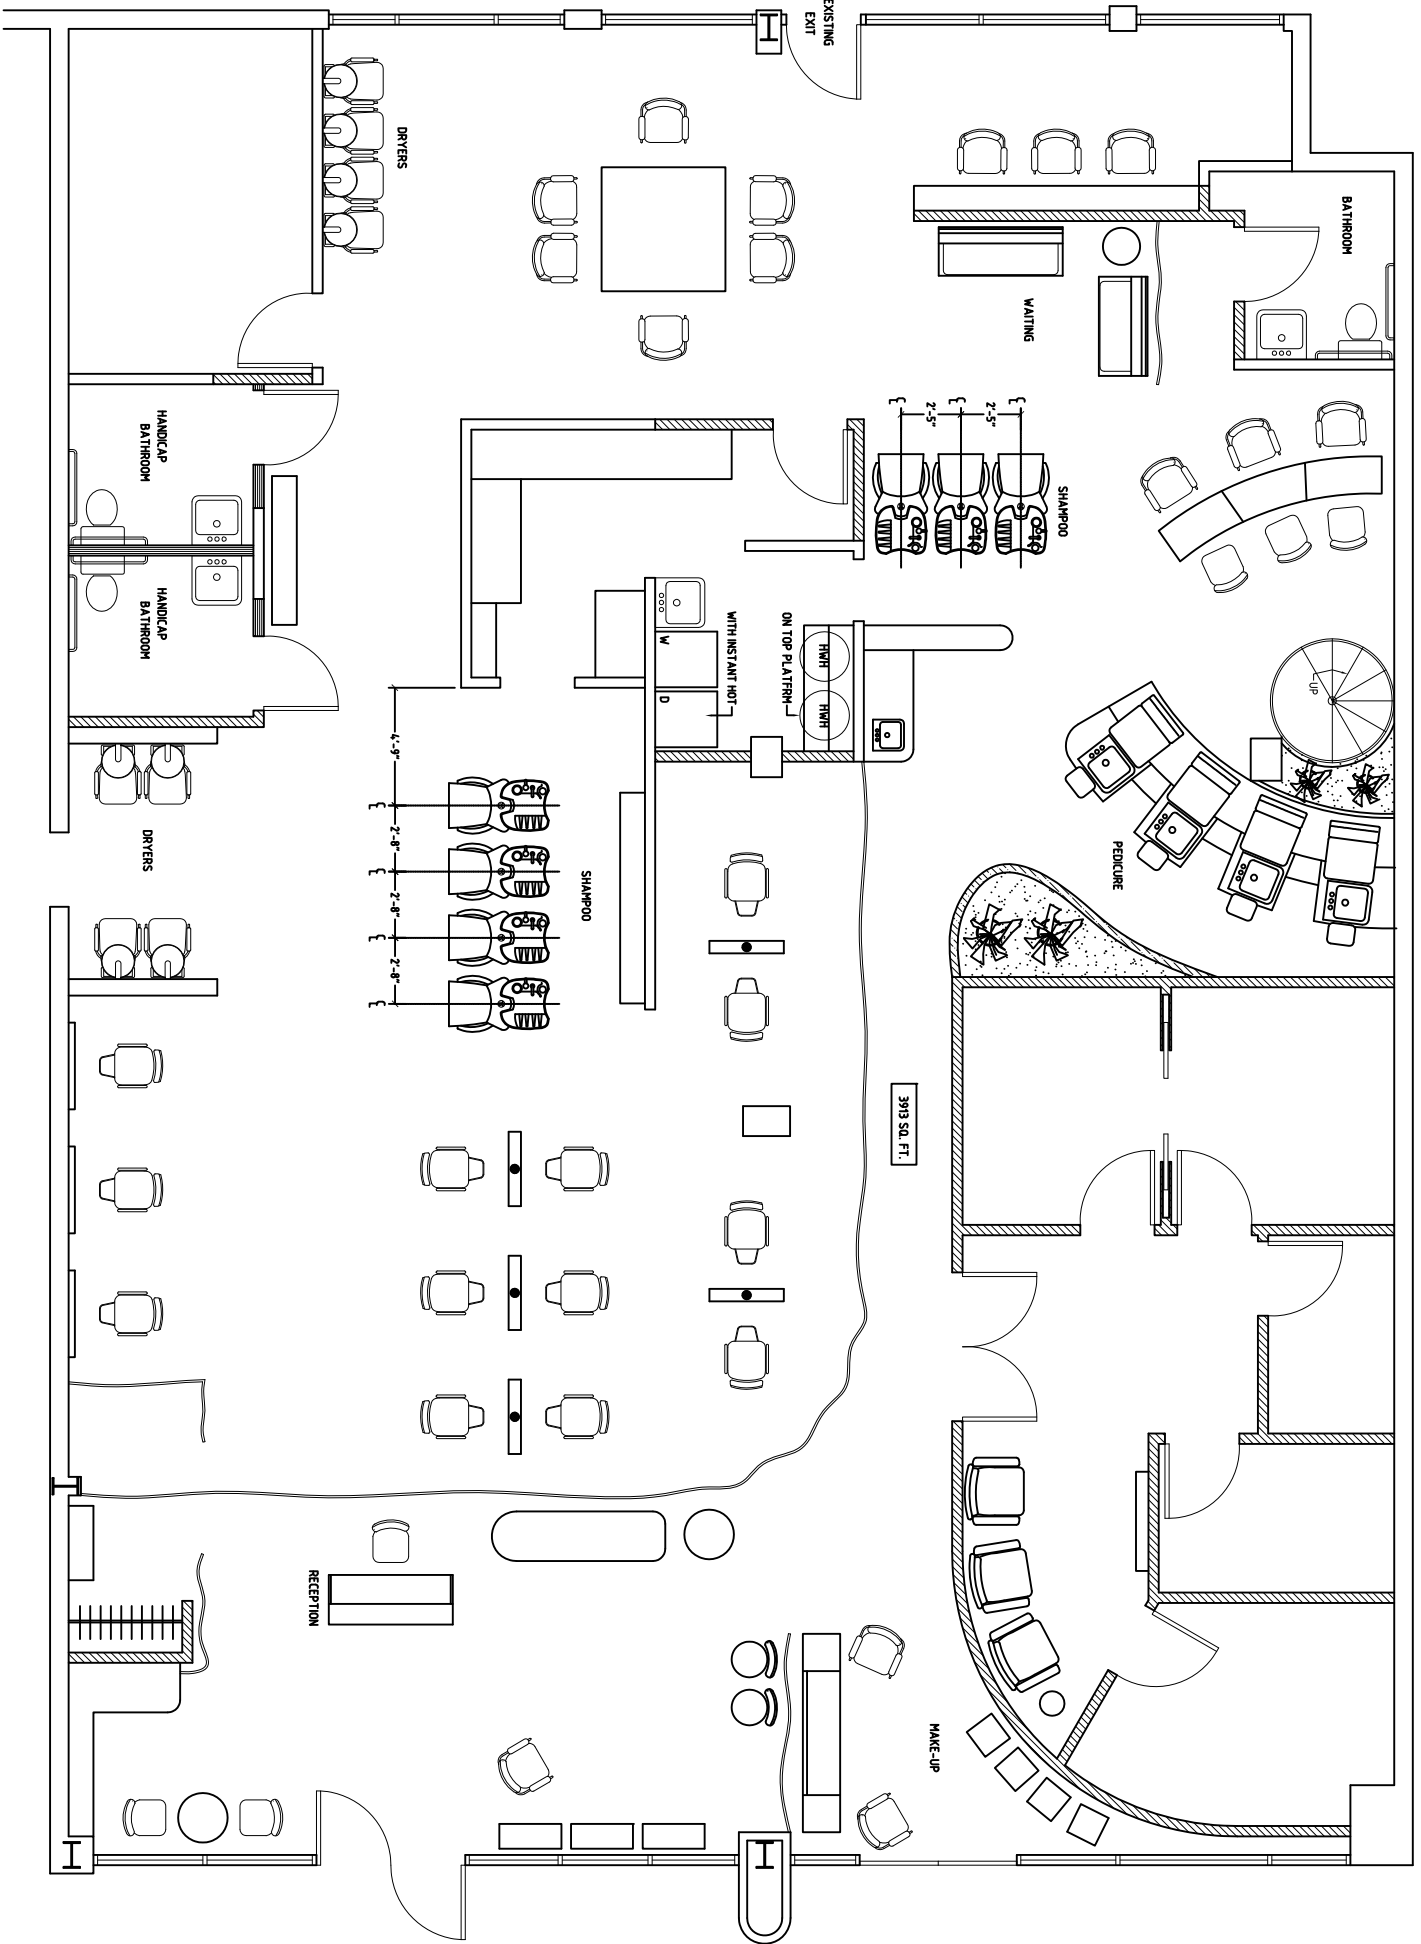 EXISTING
EXIT
DRYERS
BATHROOM
WAITING
2'-5"
2'-5"
HANDICAP
BATHROOM
SHAMPOO
HANDICAP
BATHROOM
WITH INSTANT HOT
ON TOP PLATFRM
W
D
HWH
HWH
UP
4'-9"
2'-8"
2'-8"
2'-8"
DRYERS
SHAMPOO
PEDICURE
3913 SQ. FT.
RECEPTION
MAKE-UP